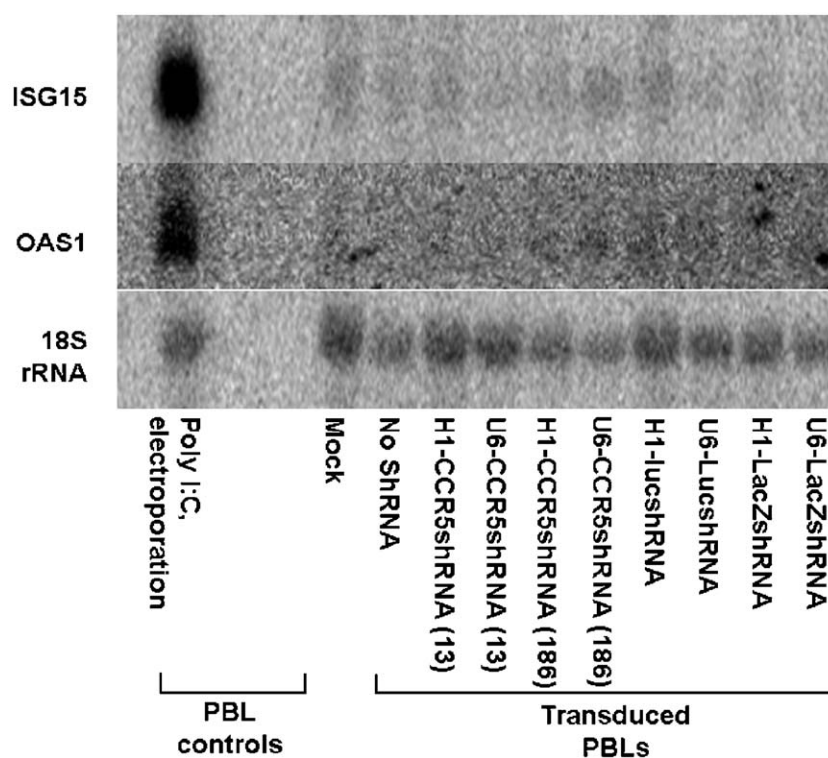 ISG15
OAS1
18S
rRNA
Poly I:C,
electroporation
Mock
No ShRNA
H1-CCR5shRNA (13)
U6-CCR5shRNA (13)
H1-CCR5shRNA (186)
U6-CCR5shRNA (186)
H1-lucshRNA
U6-LucshRNA
H1-LacZshRNA
U6-LacZshRNA
PBL
controls
Transduced
PBLs